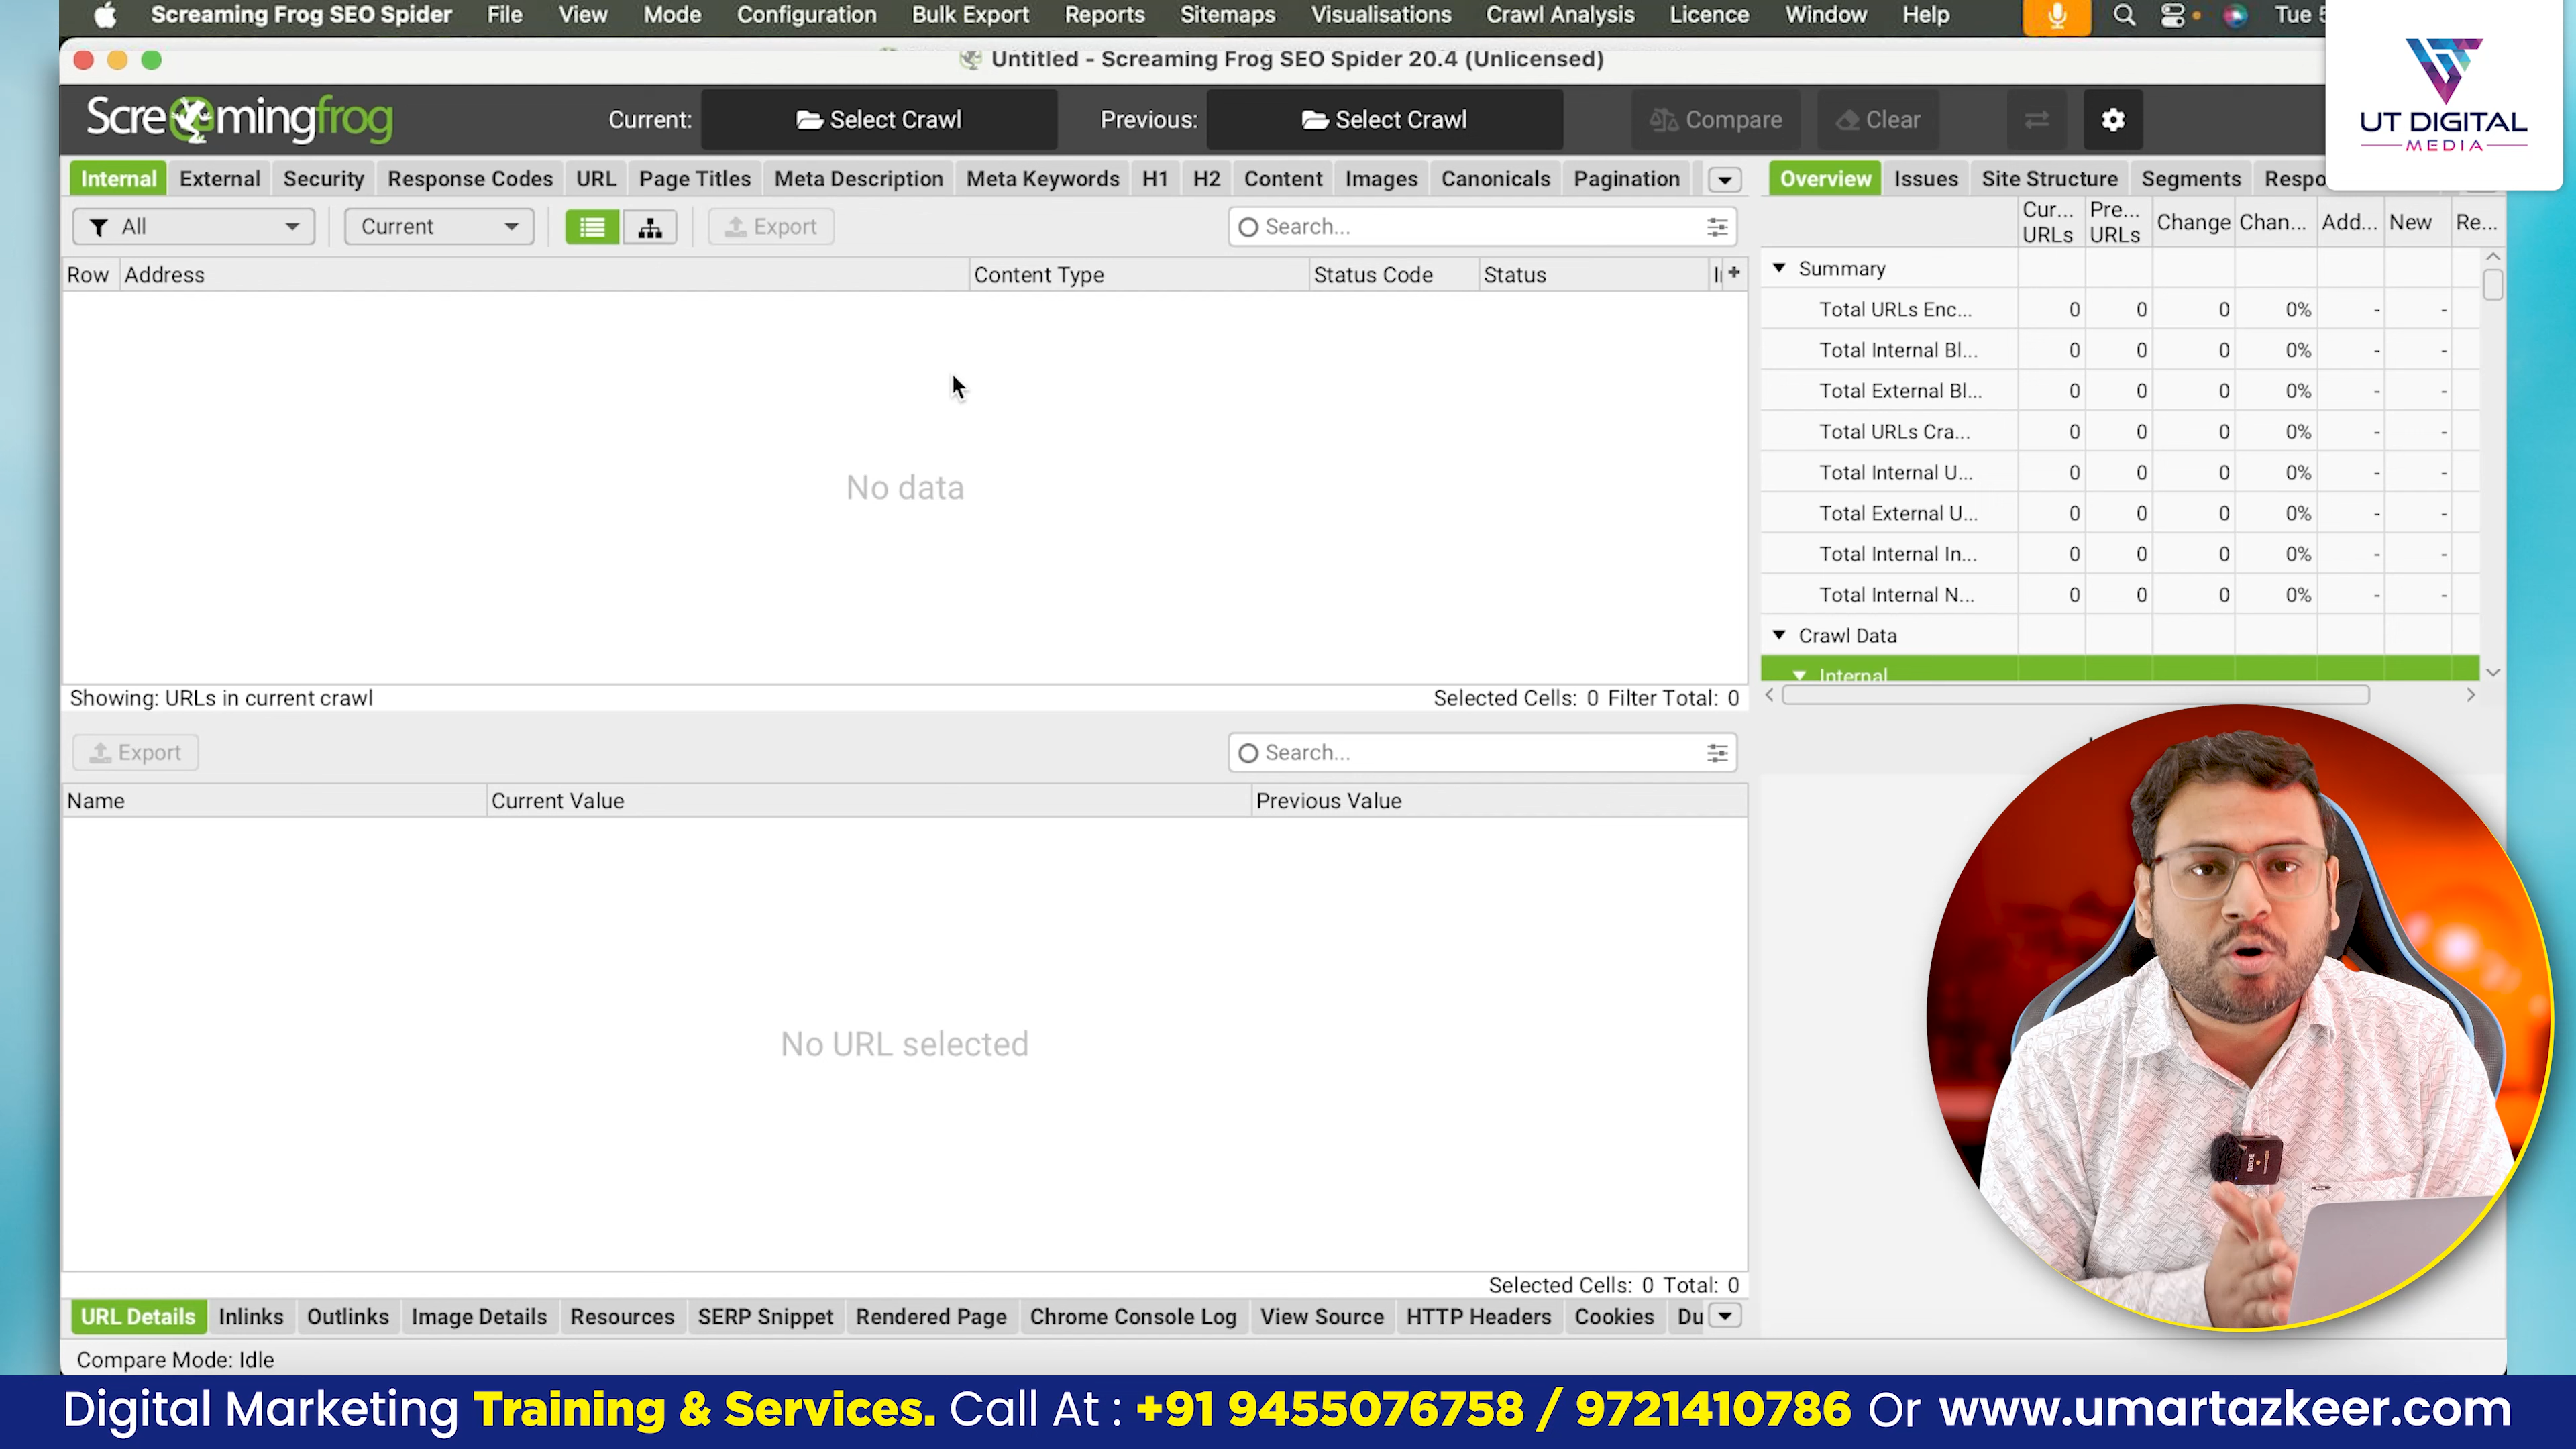 Screaming Frog SEO Spider File View Mode Configuration Bulk Export Reports Sitemaps Visualisations Crawl Analysis Licence Window Help Tue
Untitled - Screaming Frog SEO Spider 20.4 (Unlicensed)
UT DIGITAL
MEDIA
Screamingfrog Current: Select Crawl Previous: Select Crawl Compare Clear
Internal External Security Response Codes URL Page Titles Meta Description Meta Keywords H1 H2 Content Images Canonicals Pagination
All Current Export Search...
Row Address Content Type Status Code Status
No data
Showing: URLs in current crawl Selected Cells: 0 Filter Total: 0
Overview Issues Site Structure Segments Respo
Cur... URLs Pre... URLs Change Chan... Add... New Re...
Summary
Total URLs Enc... 0 0 0 0% - -
Total Internal Bl... 0 0 0 0% - -
Total External Bl... 0 0 0 0% - -
Total URLs Cra... 0 0 0 0% - -
Total Internal U... 0 0 0 0% - -
Total External U... 0 0 0 0% - -
Total Internal In... 0 0 0 0% - -
Total Internal N... 0 0 0 0% - -
Crawl Data
Internal
Export Search...
Name Current Value Previous Value
No URL selected
Selected Cells: 0 Total: 0
URL Details Inlinks Outlinks Image Details Resources SERP Snippet Rendered Page Chrome Console Log View Source HTTP Headers Cookies Du
Compare Mode: Idle
RØDE
Digital Marketing Training & Services. Call At : +91 9455076758 / 9721410786 Or www.umartazkeer.com